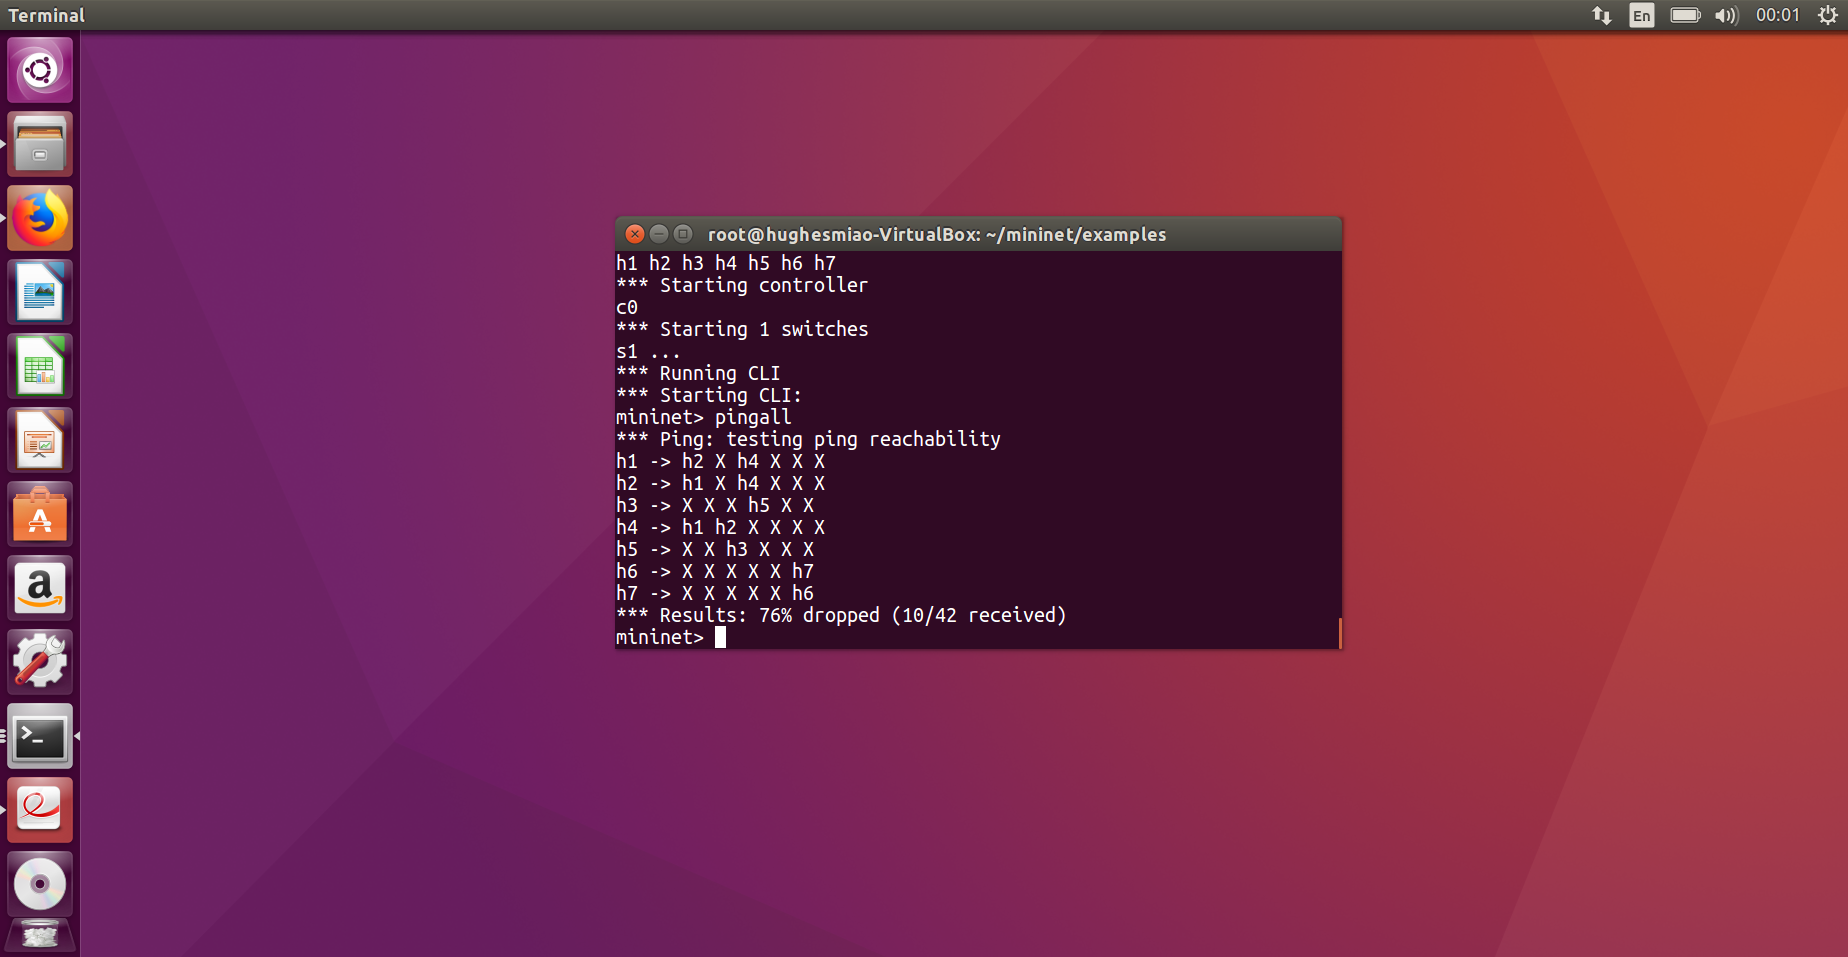 Terminal
En
00:01
root@hughesmiao-VirtualBox: ~/mininet/examples
h1 h2 h3 h4 h5 h6 h7
*** Starting controller
c0
*** Starting 1 switches
s1 ...
*** Running CLI
*** Starting CLI:
mininet> pingall
*** Ping: testing ping reachability
h1 -> h2 X h4 X X X
h2 -> h1 X h4 X X X
h3 -> X X X h5 X X
h4 -> h1 h2 X X X X
h5 -> X X h3 X X X
h6 -> X X X X X h7
h7 -> X X X X X h6
*** Results: 76% dropped (10/42 received)
mininet>